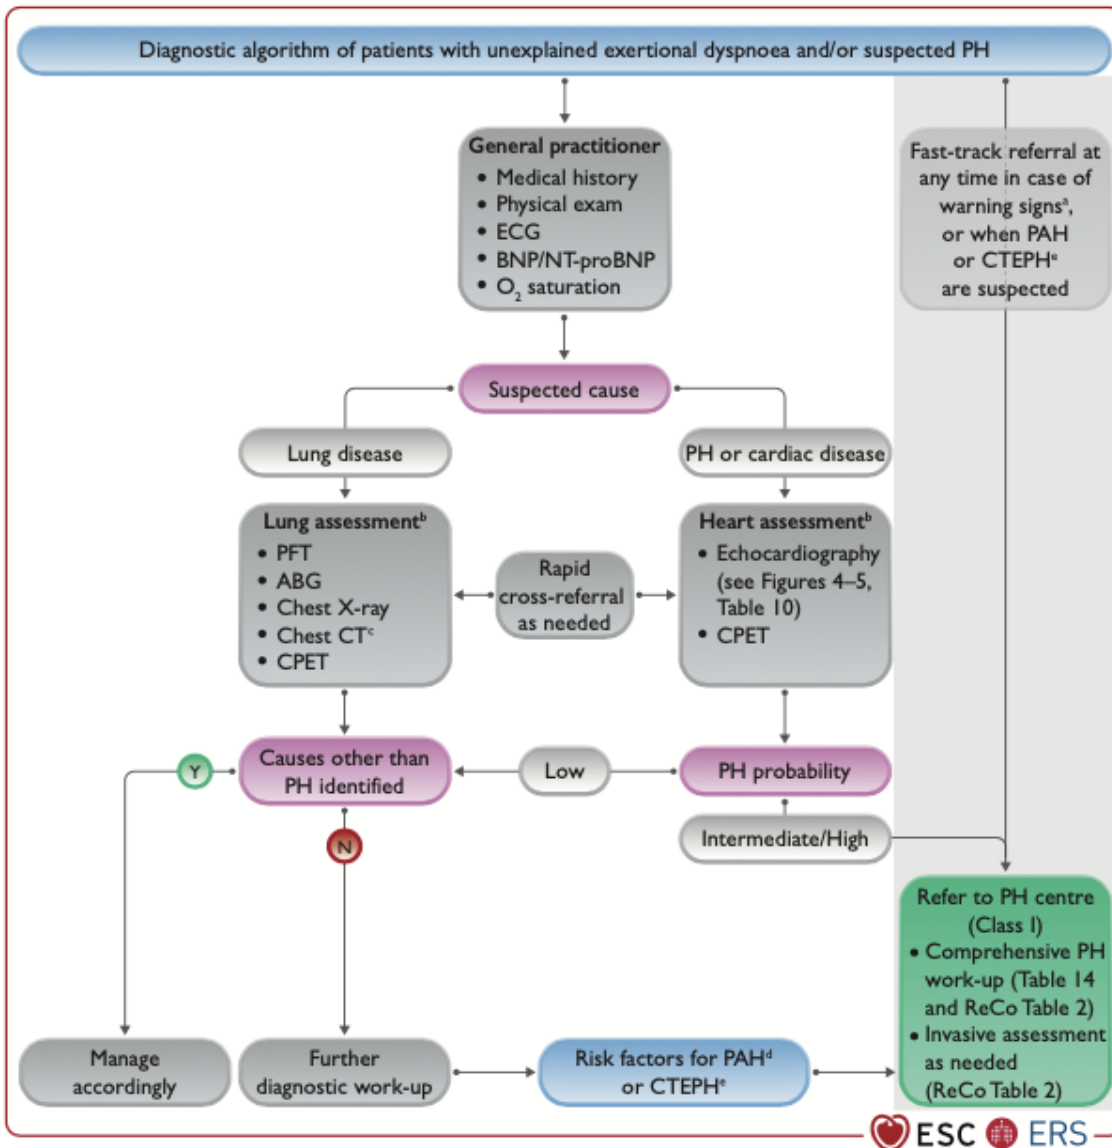 Diagnostic algorithm of patients with unexplained exertional dyspnoea and/or suspected PH
General practitioner
• Medical history
• Physical exam
• ECG
• BNP/NT-proBNP
• O₂ saturation
Fast-track referral at
any time in case of
warning signsᵃ,
or when PAH
or CTEPHᵉ
are suspected
Suspected cause
Lung disease
PH or cardiac disease
Lung assessmentᵇ
• PFT
• ABG
• Chest X-ray
• Chest CTᶜ
• CPET
Rapid
cross-referral
as needed
Heart assessmentᵇ
• Echocardiography
(see Figures 4–5,
Table 10)
• CPET
Y
Causes other than
PH identified
Low
PH probability
N
Intermediate/High
Refer to PH centre
(Class I)
• Comprehensive PH
work-up (Table 14
and ReCo Table 2)
• Invasive assessment
as needed
(ReCo Table 2)
Manage
accordingly
Further
diagnostic work-up
Risk factors for PAHᵈ
or CTEPHᵉ
ESC ERS